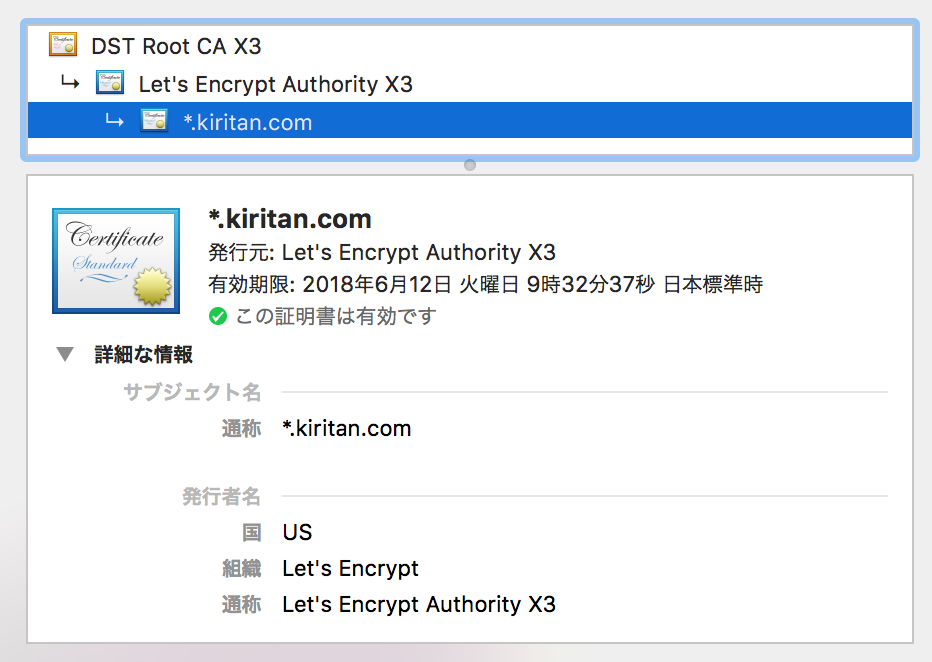 DST Root CA X3
Let's Encrypt Authority X3
*.kiritan.com
Certificate
Standard
*.kiritan.com
発行元: Let's Encrypt Authority X3
有効期限: 2018年6月12日 火曜日 9時32分37秒 日本標準時
この証明書は有効です
詳細な情報
サブジェクト名
通称 *.kiritan.com
発行者名
国 US
組織 Let's Encrypt
通称 Let's Encrypt Authority X3